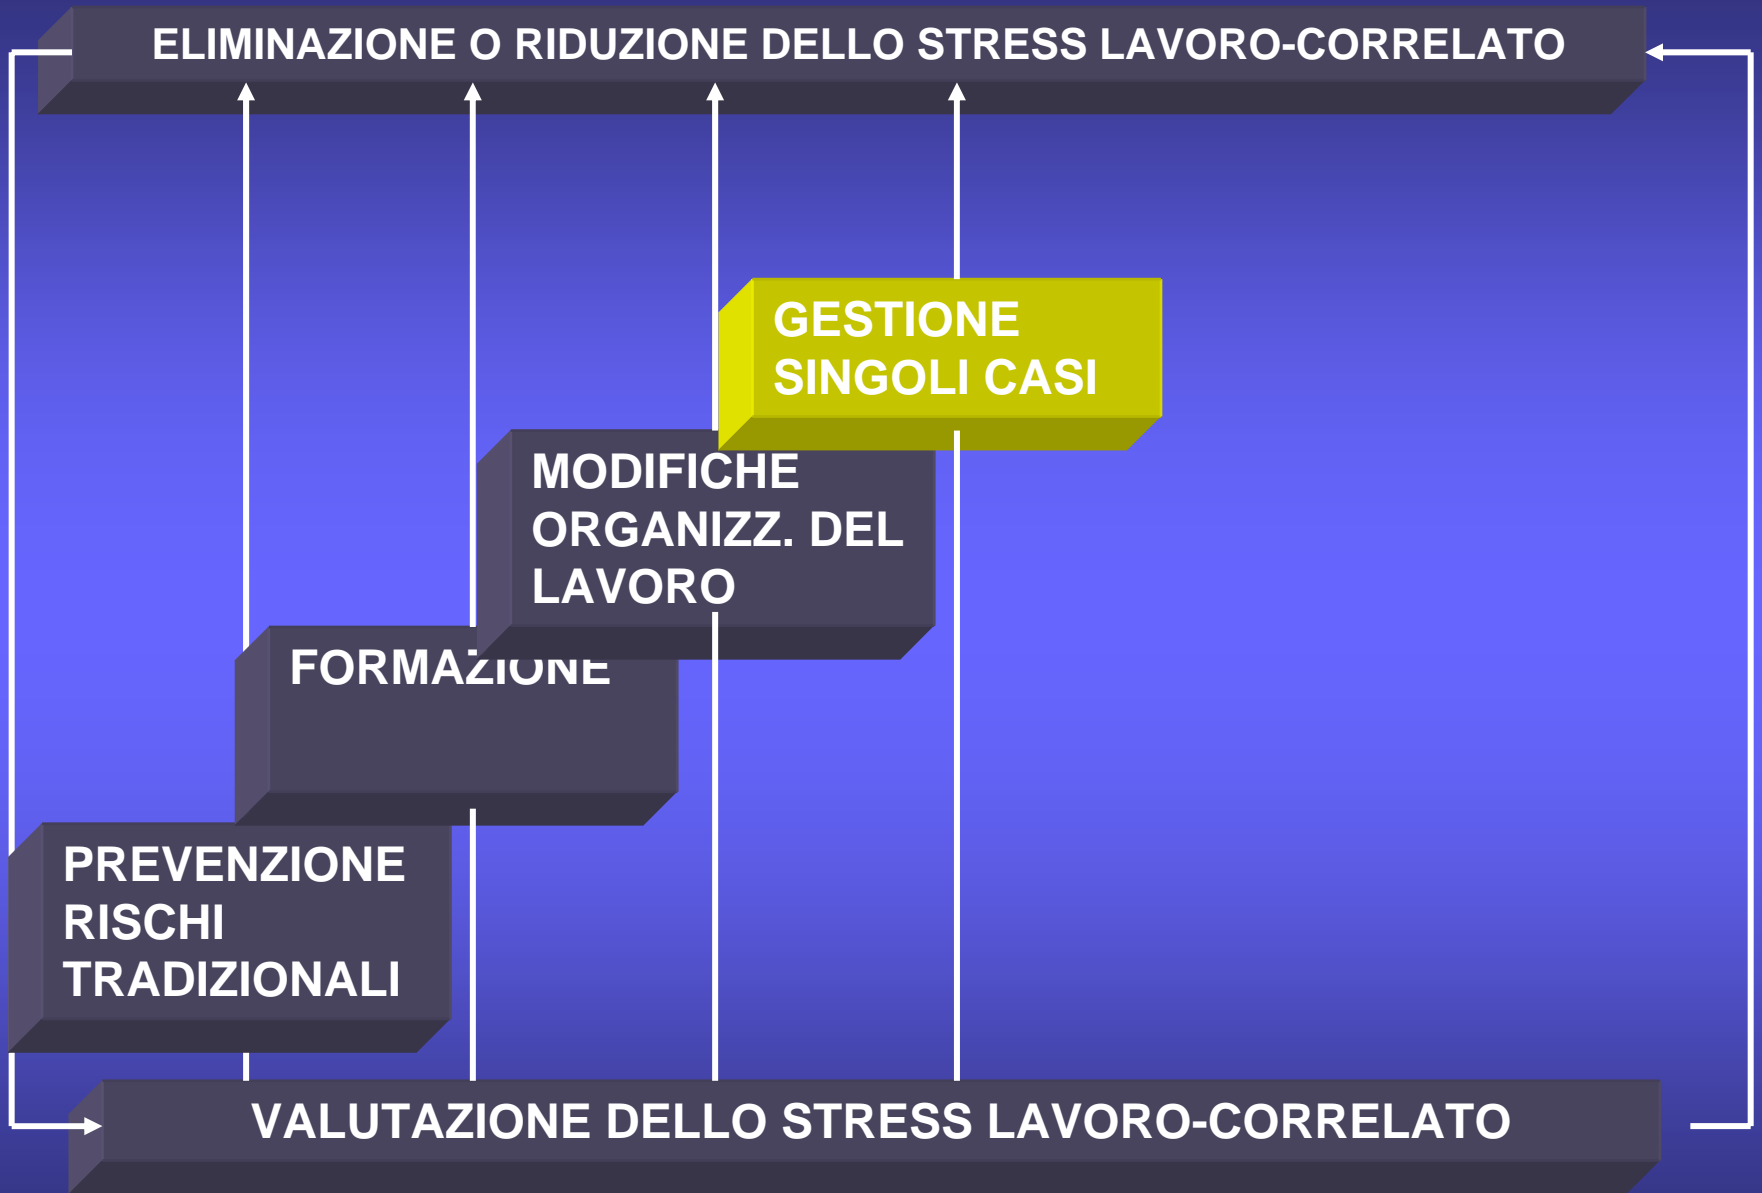 ELIMINAZIONE O RIDUZIONE DELLO STRESS LAVORO-CORRELATO
GESTIONE
SINGOLI CASI
MODIFICHE
ORGANIZZ. DEL
LAVORO
FORMAZIONE
PREVENZIONE
RISCHI
TRADIZIONALI
VALUTAZIONE DELLO STRESS LAVORO-CORRELATO